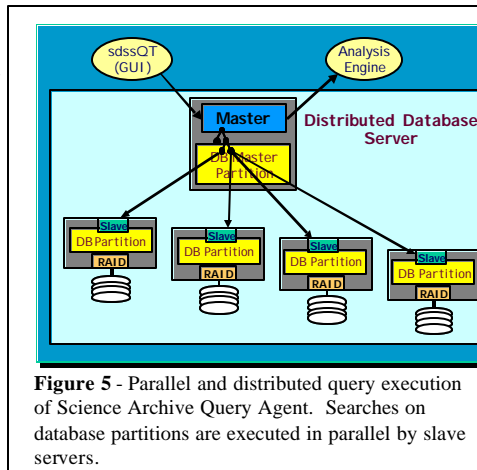 sdssQT
(GUI)
Analysis
Engine
Master
Distributed Database
Server
DB Master
Partition
Slave
DB Partition
RAID
Slave
DB Partition
RAID
Slave
DB Partition
RAID
Slave
DB Partition
RAID
Figure 5 - Parallel and distributed query execution
of Science Archive Query Agent. Searches on
database partitions are executed in parallel by slave
servers.